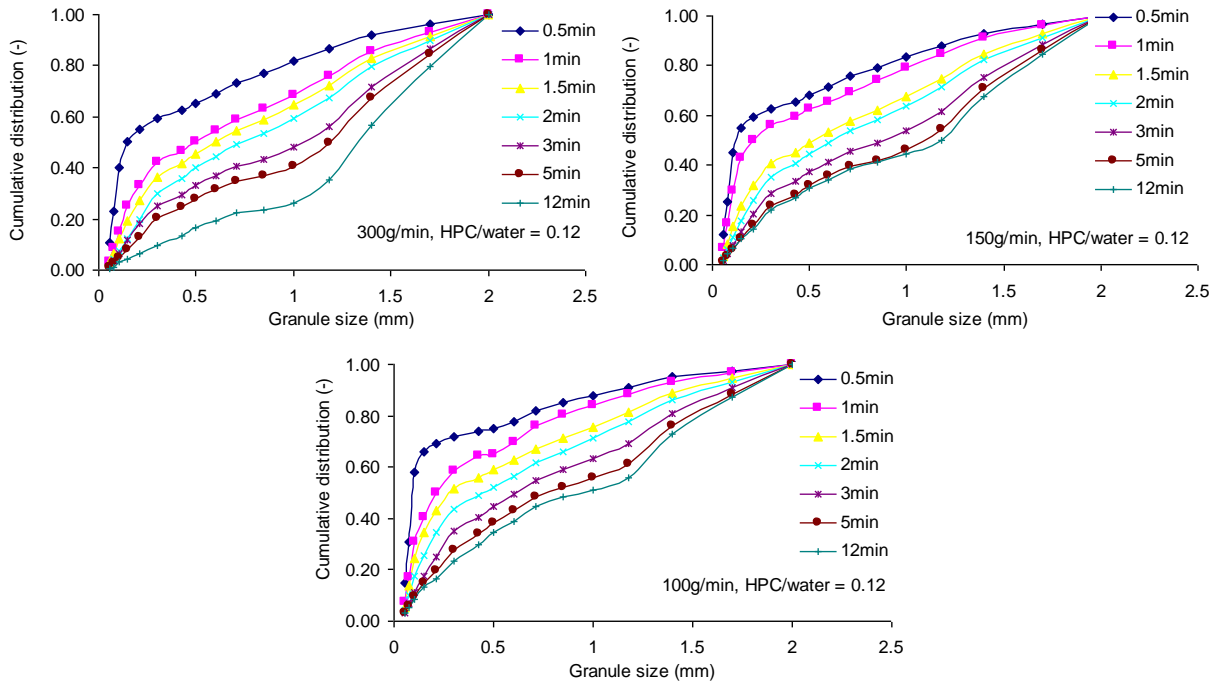 Cumulative distribution (-)
1.00
0.80
0.60
0.40
0.20
0.00
0
0.5
1
1.5
2
2.5
Granule size (mm)
300g/min, HPC/water = 0.12
0.5min
1min
1.5min
2min
3min
5min
12min
Cumulative distribution (-)
1.00
0.80
0.60
0.40
0.20
0.00
0
0.5
1
1.5
2
2.5
Granule size (mm)
150g/min, HPC/water = 0.12
0.5min
1min
1.5min
2min
3min
5min
12min
Cumulative distribution (-)
1.00
0.80
0.60
0.40
0.20
0.00
0
0.5
1
1.5
2
2.5
Granule size (mm)
100g/min, HPC/water = 0.12
0.5min
1min
1.5min
2min
3min
5min
12min